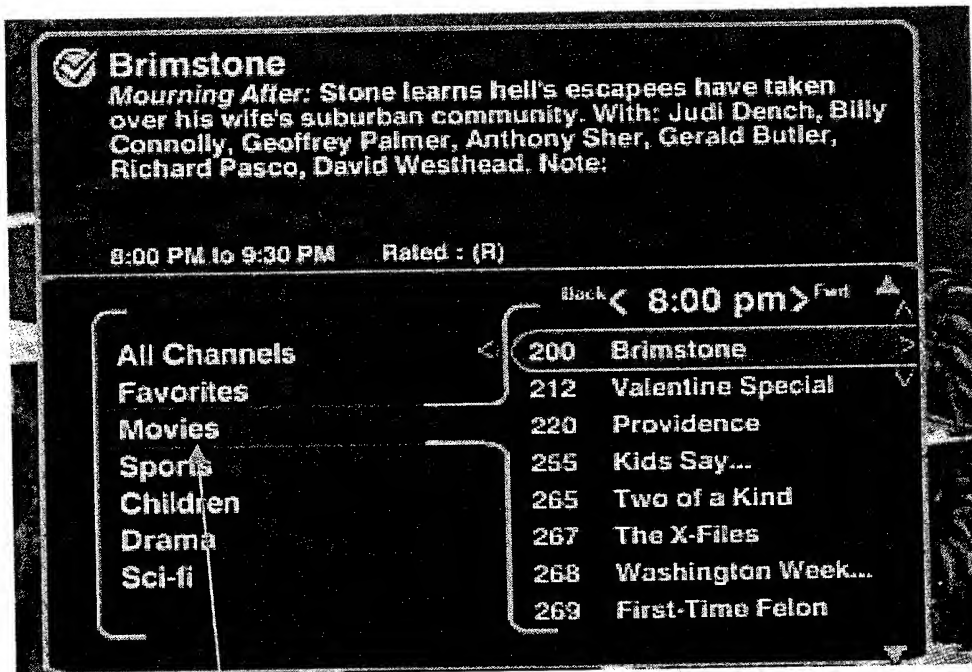 Brimstone
Mourning After: Stone learns hell's escapees have taken
over his wife's suburban community. With: Judi Dench, Billy
Connolly, Geoffrey Palmer, Anthony Sher, Gerald Butler,
Richard Pasco, David Westhead. Note:
8:00 PM to 9:30 PM Rated : (R)
Back < 8:00 pm > Fwd
All Channels
Favorites
Movies
Sports
Children
Drama
Sci-fi
< 200 Brimstone >
212 Valentine Special
220 Providence
255 Kids Say...
265 Two of a Kind
267 The X-Files
268 Washington Week...
269 First-Time Felon